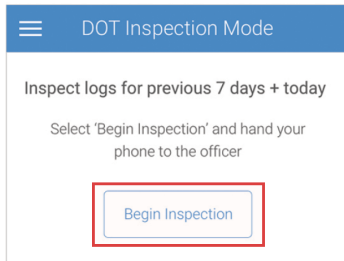 DOT Inspection Mode
Inspect logs for previous 7 days + today
Select ‘Begin Inspection’ and hand your
phone to the officer
Begin Inspection